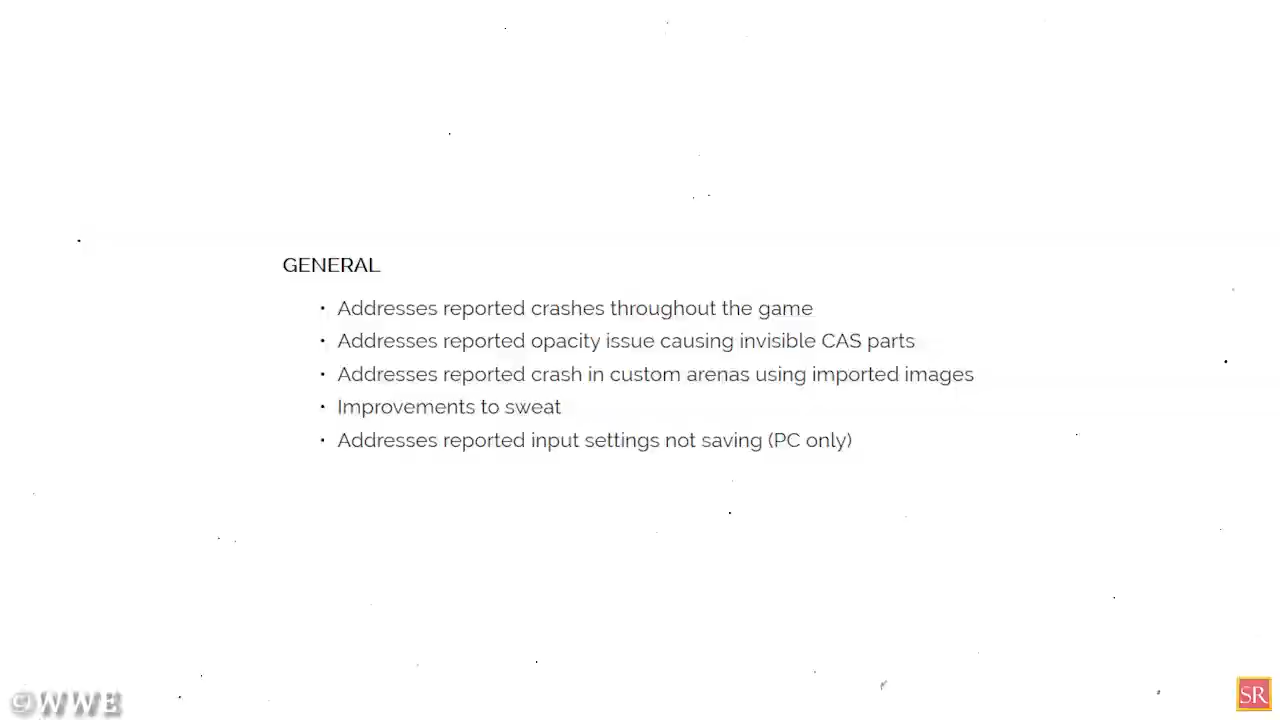 GENERAL
• Addresses reported crashes throughout the game
• Addresses reported opacity issue causing invisible CAS parts
• Addresses reported crash in custom arenas using imported images
• Improvements to sweat
• Addresses reported input settings not saving (PC only)
©WWE
SR